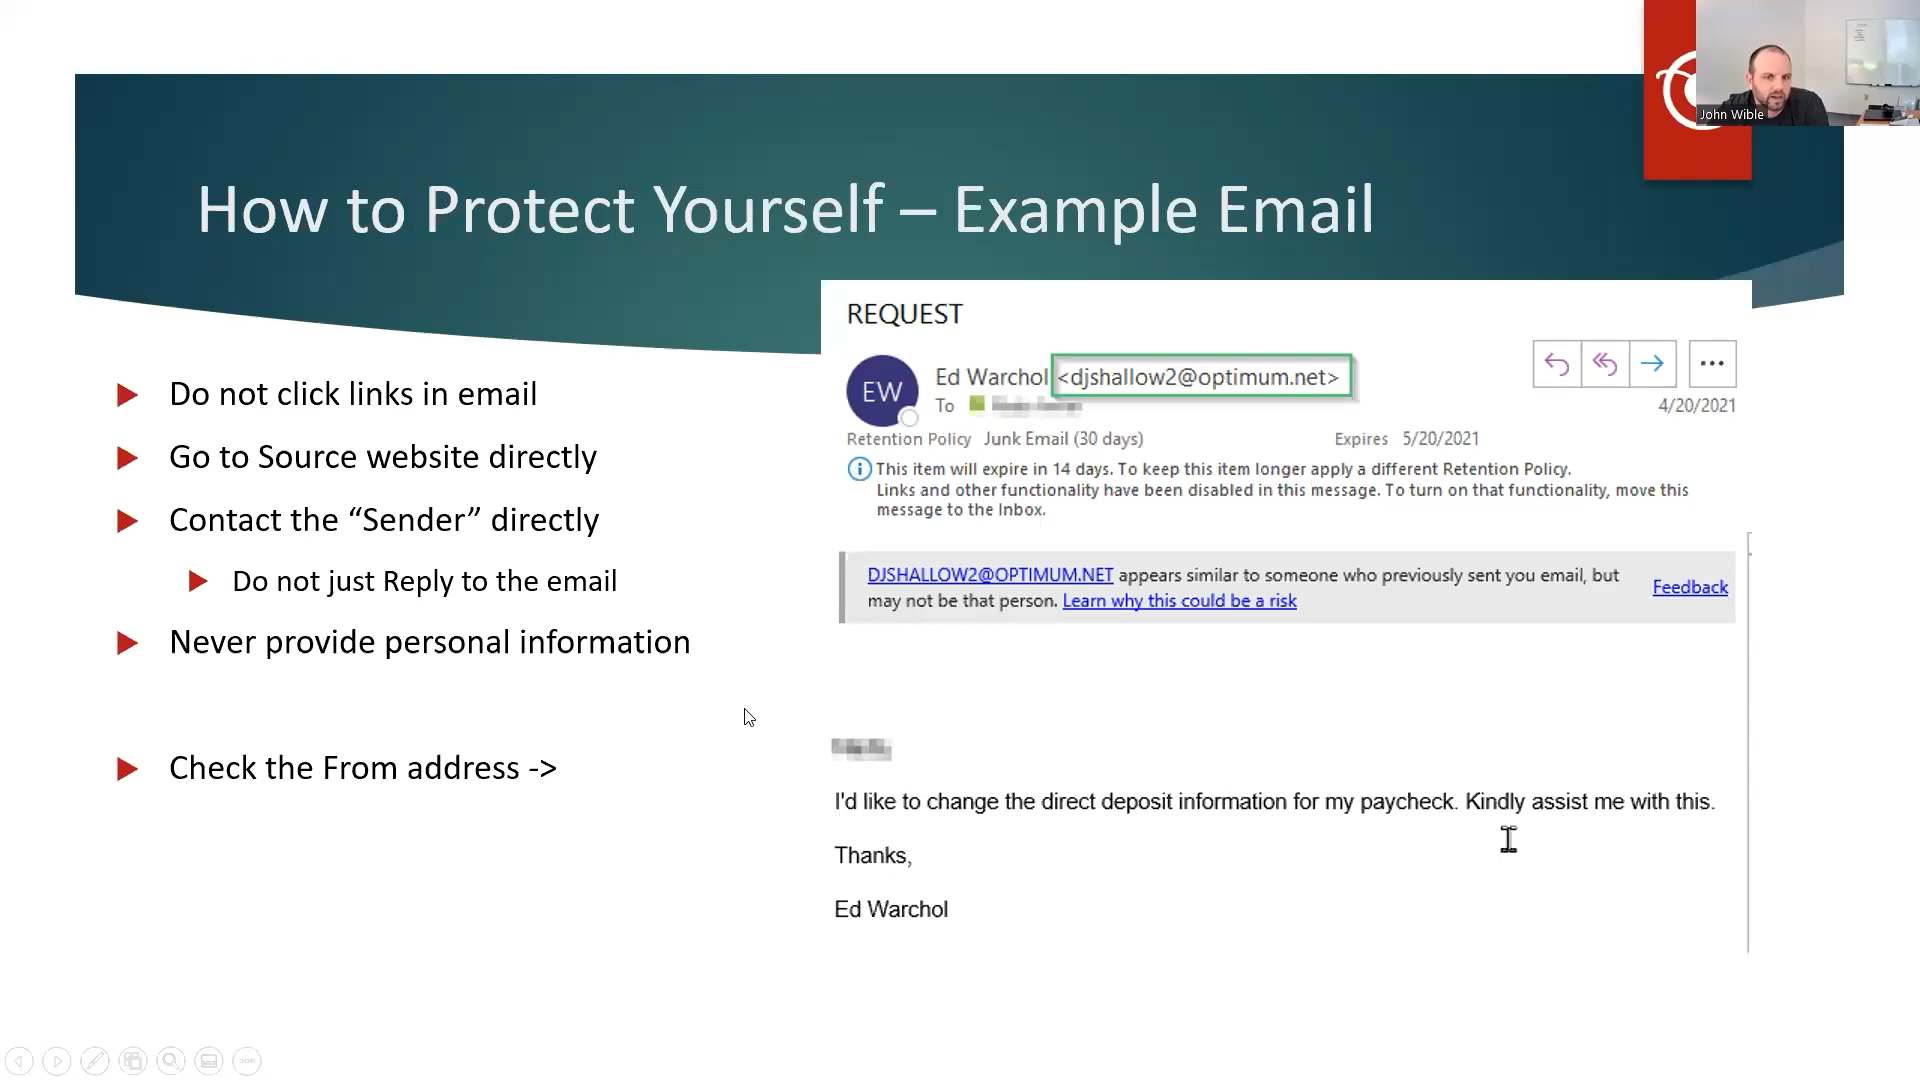 John Wible
How to Protect Yourself – Example Email
Do not click links in email
Go to Source website directly
Contact the “Sender” directly
Do not just Reply to the email
Never provide personal information
Check the From address ->
REQUEST
EW
Ed Warchol <djshallow2@optimum.net>
To
4/20/2021
Retention Policy Junk Email (30 days) Expires 5/20/2021
This item will expire in 14 days. To keep this item longer apply a different Retention Policy.
Links and other functionality have been disabled in this message. To turn on that functionality, move this
message to the Inbox.
DJSHALLOW2@OPTIMUM.NET appears similar to someone who previously sent you email, but
may not be that person. Learn why this could be a risk
Feedback
I'd like to change the direct deposit information for my paycheck. Kindly assist me with this.
Thanks,
Ed Warchol